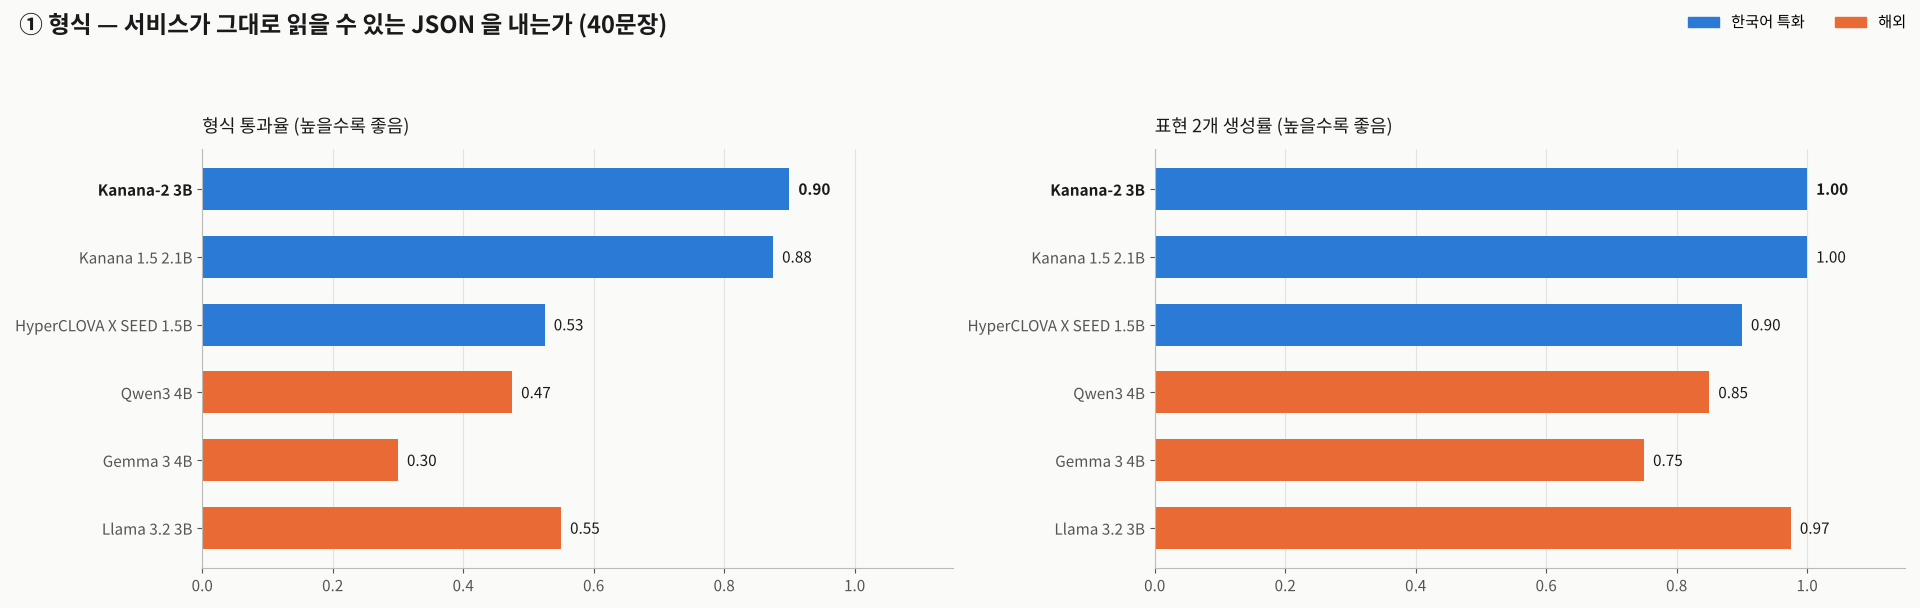 ① 형식 — 서비스가 그대로 읽을 수 있는 JSON 을 내는가 (40문장)
한국어 특화
해외
형식 통과율 (높을수록 좋음)
Kanana-2 3B 0.90
Kanana 1.5 2.1B 0.88
HyperCLOVA X SEED 1.5B 0.53
Qwen3 4B 0.47
Gemma 3 4B 0.30
Llama 3.2 3B 0.55
0.0 0.2 0.4 0.6 0.8 1.0
표현 2개 생성률 (높을수록 좋음)
Kanana-2 3B 1.00
Kanana 1.5 2.1B 1.00
HyperCLOVA X SEED 1.5B 0.90
Qwen3 4B 0.85
Gemma 3 4B 0.75
Llama 3.2 3B 0.97
0.0 0.2 0.4 0.6 0.8 1.0